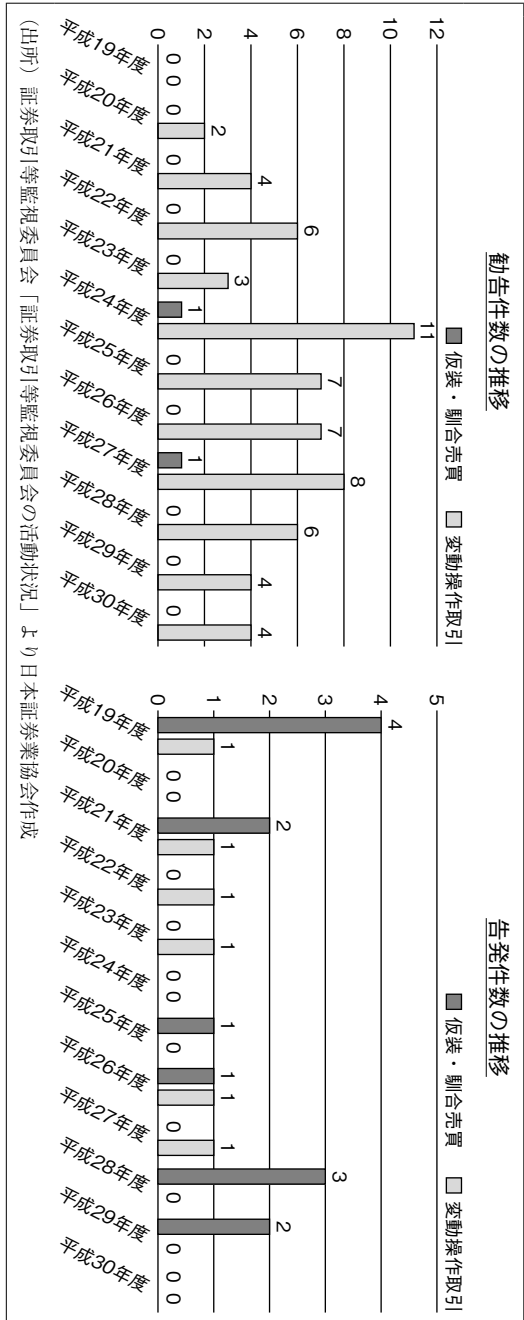 勧告件数の推移
■ 仮装・馴合売買 □ 変動操作取引
12
10
8
6
4
2
0
0 0 0 2 0 4 0 6 0 3 1 11 0 7 0 7 1 8 0 6 0 4 0 4
平成19年度 平成20年度 平成21年度 平成22年度 平成23年度 平成24年度 平成25年度 平成26年度 平成27年度 平成28年度 平成29年度 平成30年度
告発件数の推移
■ 仮装・馴合売買 □ 変動操作取引
5
4
3
2
1
0
4 1 0 0 2 1 0 1 0 1 0 0 1 0 1 1 0 1 3 0 2 0 0 0
平成19年度 平成20年度 平成21年度 平成22年度 平成23年度 平成24年度 平成25年度 平成26年度 平成27年度 平成28年度 平成29年度 平成30年度
(出所) 証券取引等監視委員会「証券取引等監視委員会の活動状況」より日本証券業協会作成